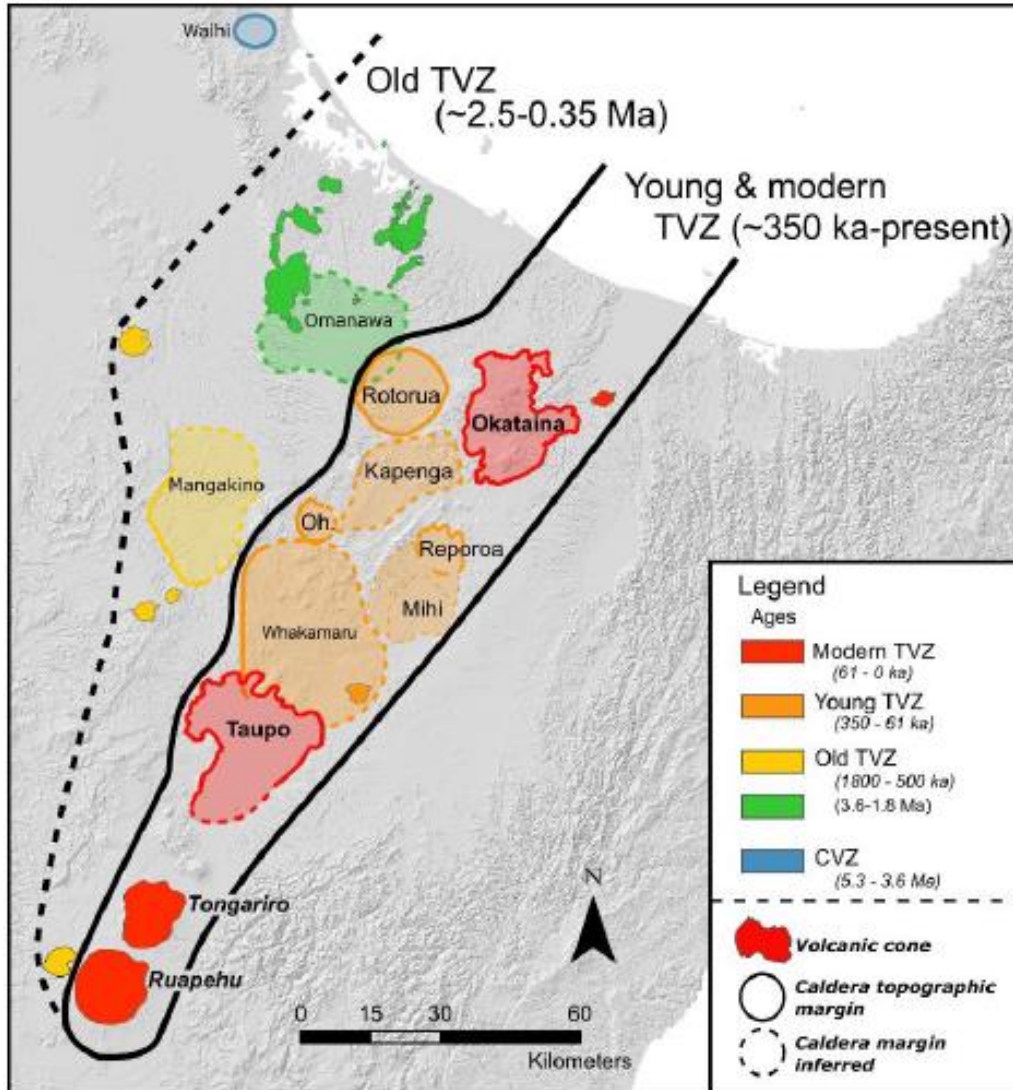 Waihi
Old TVZ
(~2.5-0.35 Ma)
Young & modern
TVZ (~350 ka-present)
Omanawa
Rotorua
Okataina
Kapenga
Mangakino
Oh.
Reporoa
Mihi
Whakamaru
Taupo
Tongariro
Ruapehu
N
0 15 30 60
Kilometers
Legend
Ages
Modern TVZ
(61 - 0 ka)
Young TVZ
(350 - 61 ka)
Old TVZ
(1800 - 500 ka)
(3.6-1.8 Ma)
CVZ
(5.3 - 3.6 Ma)
Volcanic cone
Caldera topographic
margin
Caldera margin
inferred